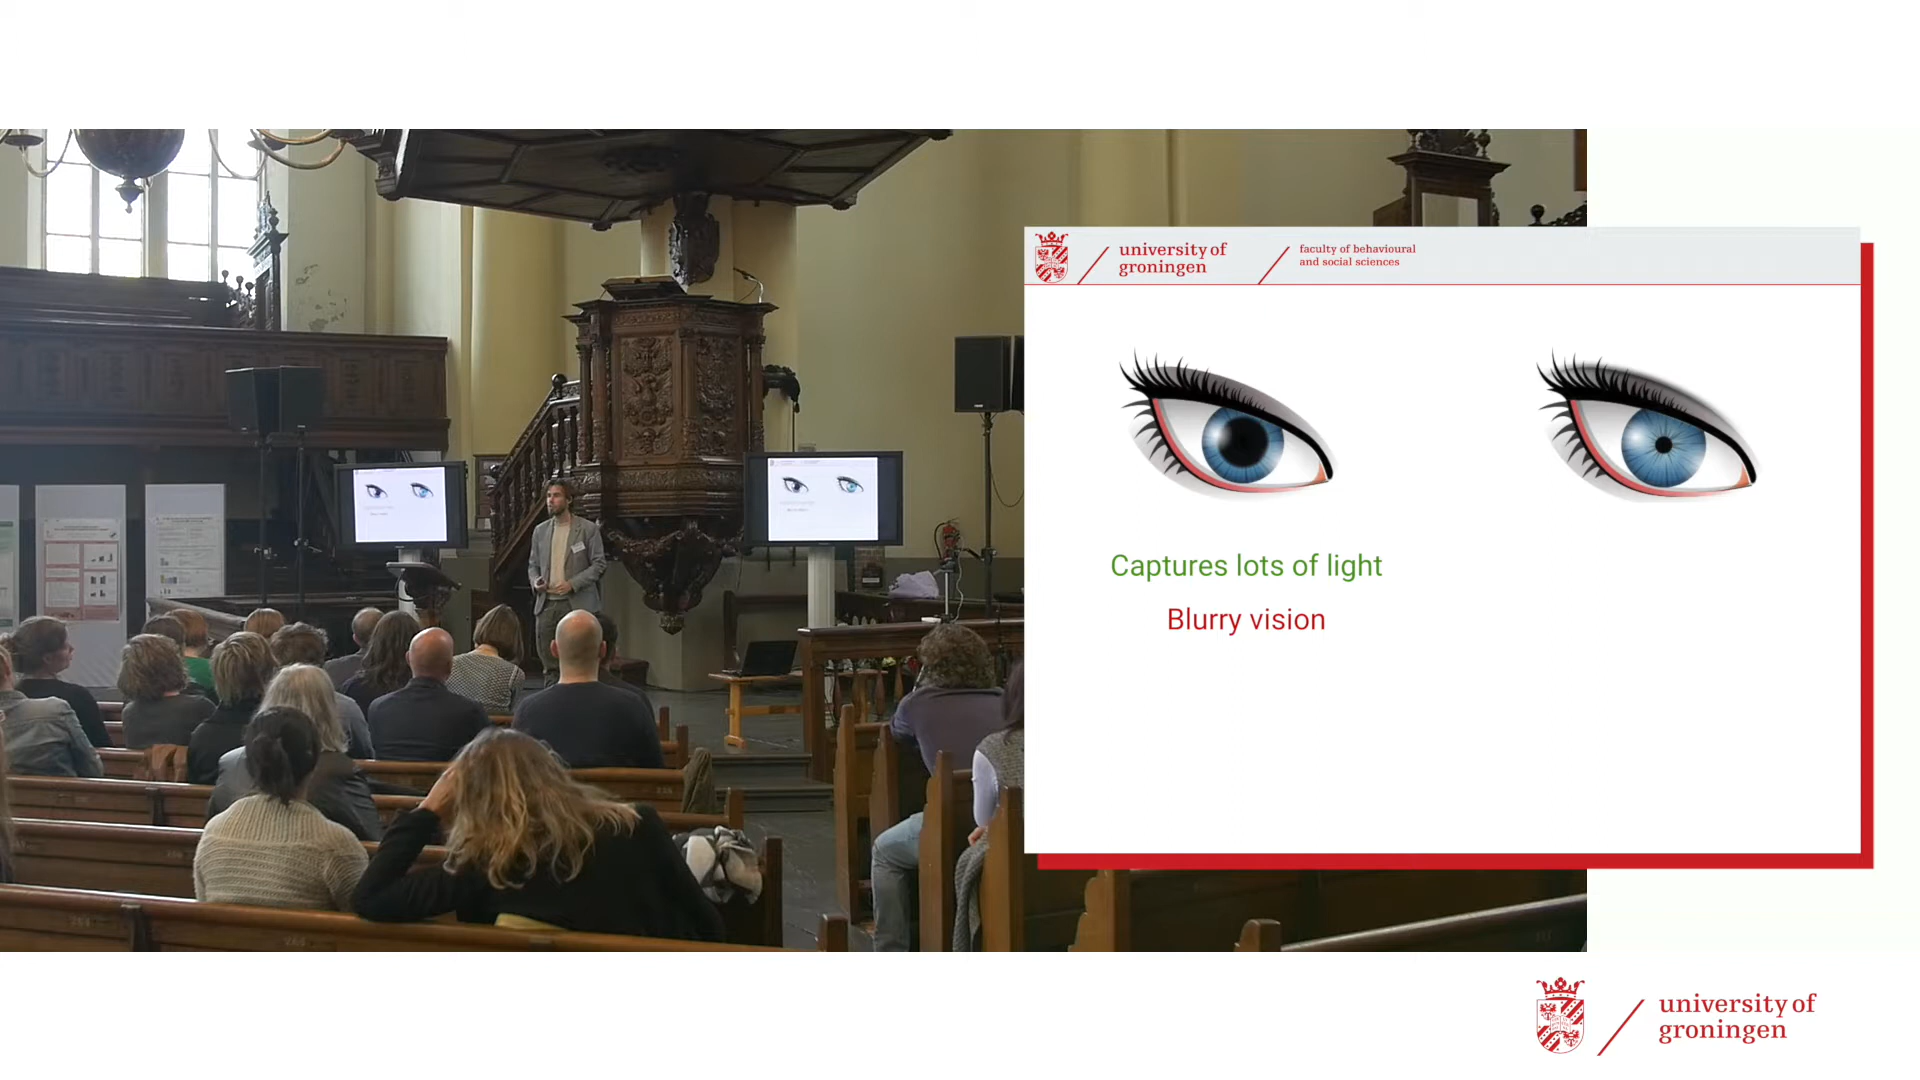 university of
groningen
faculty of behavioural
and social sciences
Captures lots of light
Blurry vision
university of
groningen